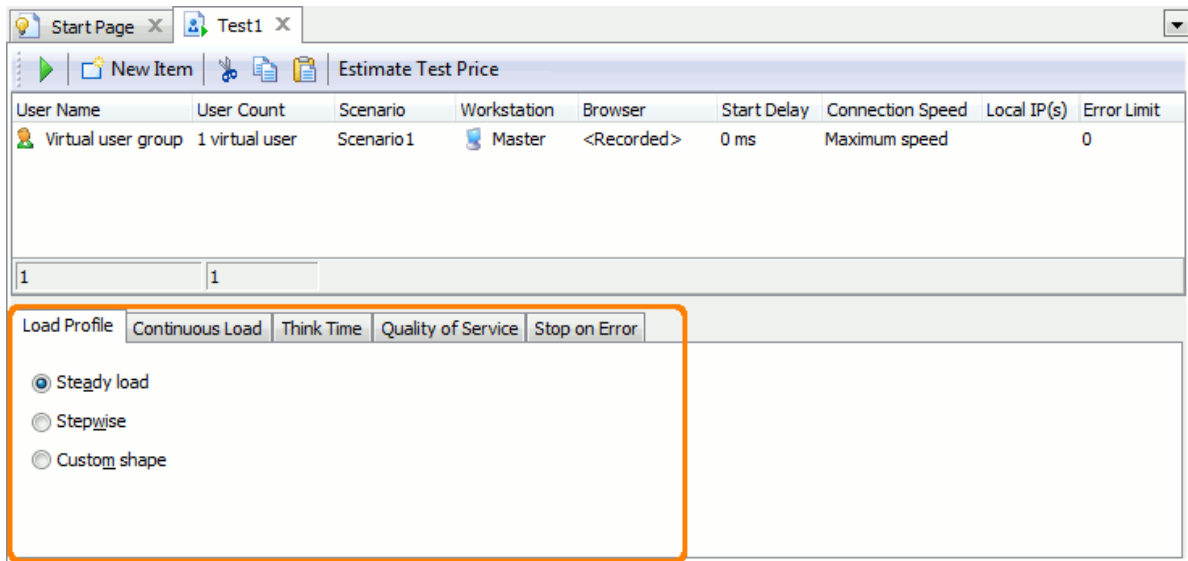 Start Page Test1
New Item Estimate Test Price
User Name User Count Scenario Workstation Browser Start Delay Connection Speed Local IP(s) Error Limit
Virtual user group 1 virtual user Scenario1 Master <Recorded> 0 ms Maximum speed 0
1 1
Load Profile Continuous Load Think Time Quality of Service Stop on Error
Steady load
Stepwise
Custom shape